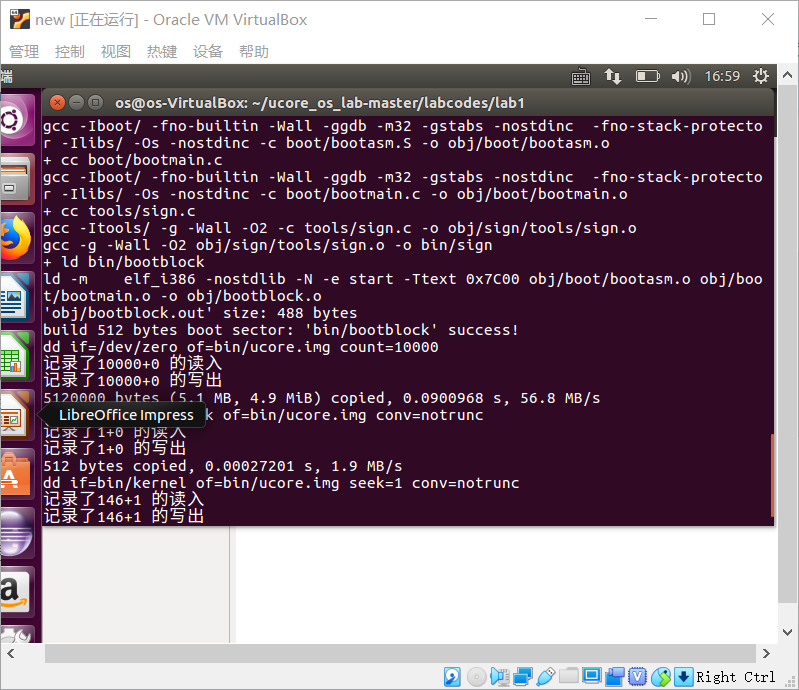 new [正在运行] - Oracle VM VirtualBox
管理 控制 视图 热键 设备 帮助
端
16:59
os@os-VirtualBox: ~/ucore_os_lab-master/labcodes/lab1
gcc -Iboot/ -fno-builtin -Wall -ggdb -m32 -gstabs -nostdinc  -fno-stack-protecto
r -Ilibs/ -Os -nostdinc -c boot/bootasm.S -o obj/boot/bootasm.o
+ cc boot/bootmain.c
gcc -Iboot/ -fno-builtin -Wall -ggdb -m32 -gstabs -nostdinc  -fno-stack-protecto
r -Ilibs/ -Os -nostdinc -c boot/bootmain.c -o obj/boot/bootmain.o
+ cc tools/sign.c
gcc -Itools/ -g -Wall -O2 -c tools/sign.c -o obj/sign/tools/sign.o
gcc -g -Wall -O2 obj/sign/tools/sign.o -o bin/sign
+ ld bin/bootblock
ld -m    elf_i386 -nostdlib -N -e start -Ttext 0x7C00 obj/boot/bootasm.o obj/boo
t/bootmain.o -o obj/bootblock.o
'obj/bootblock.out' size: 488 bytes
build 512 bytes boot sector: 'bin/bootblock' success!
dd if=/dev/zero of=bin/ucore.img count=10000
记录了10000+0 的读入
记录了10000+0 的写出
5120000 bytes (5.1 MB, 4.9 MiB) copied, 0.0900968 s, 56.8 MB/s
LibreOffice Impress
k of=bin/ucore.img conv=notrunc
记录了1+0 的读入
记录了1+0 的写出
512 bytes copied, 0.00027201 s, 1.9 MB/s
dd if=bin/kernel of=bin/ucore.img seek=1 conv=notrunc
记录了146+1 的读入
记录了146+1 的写出
Right Ctrl